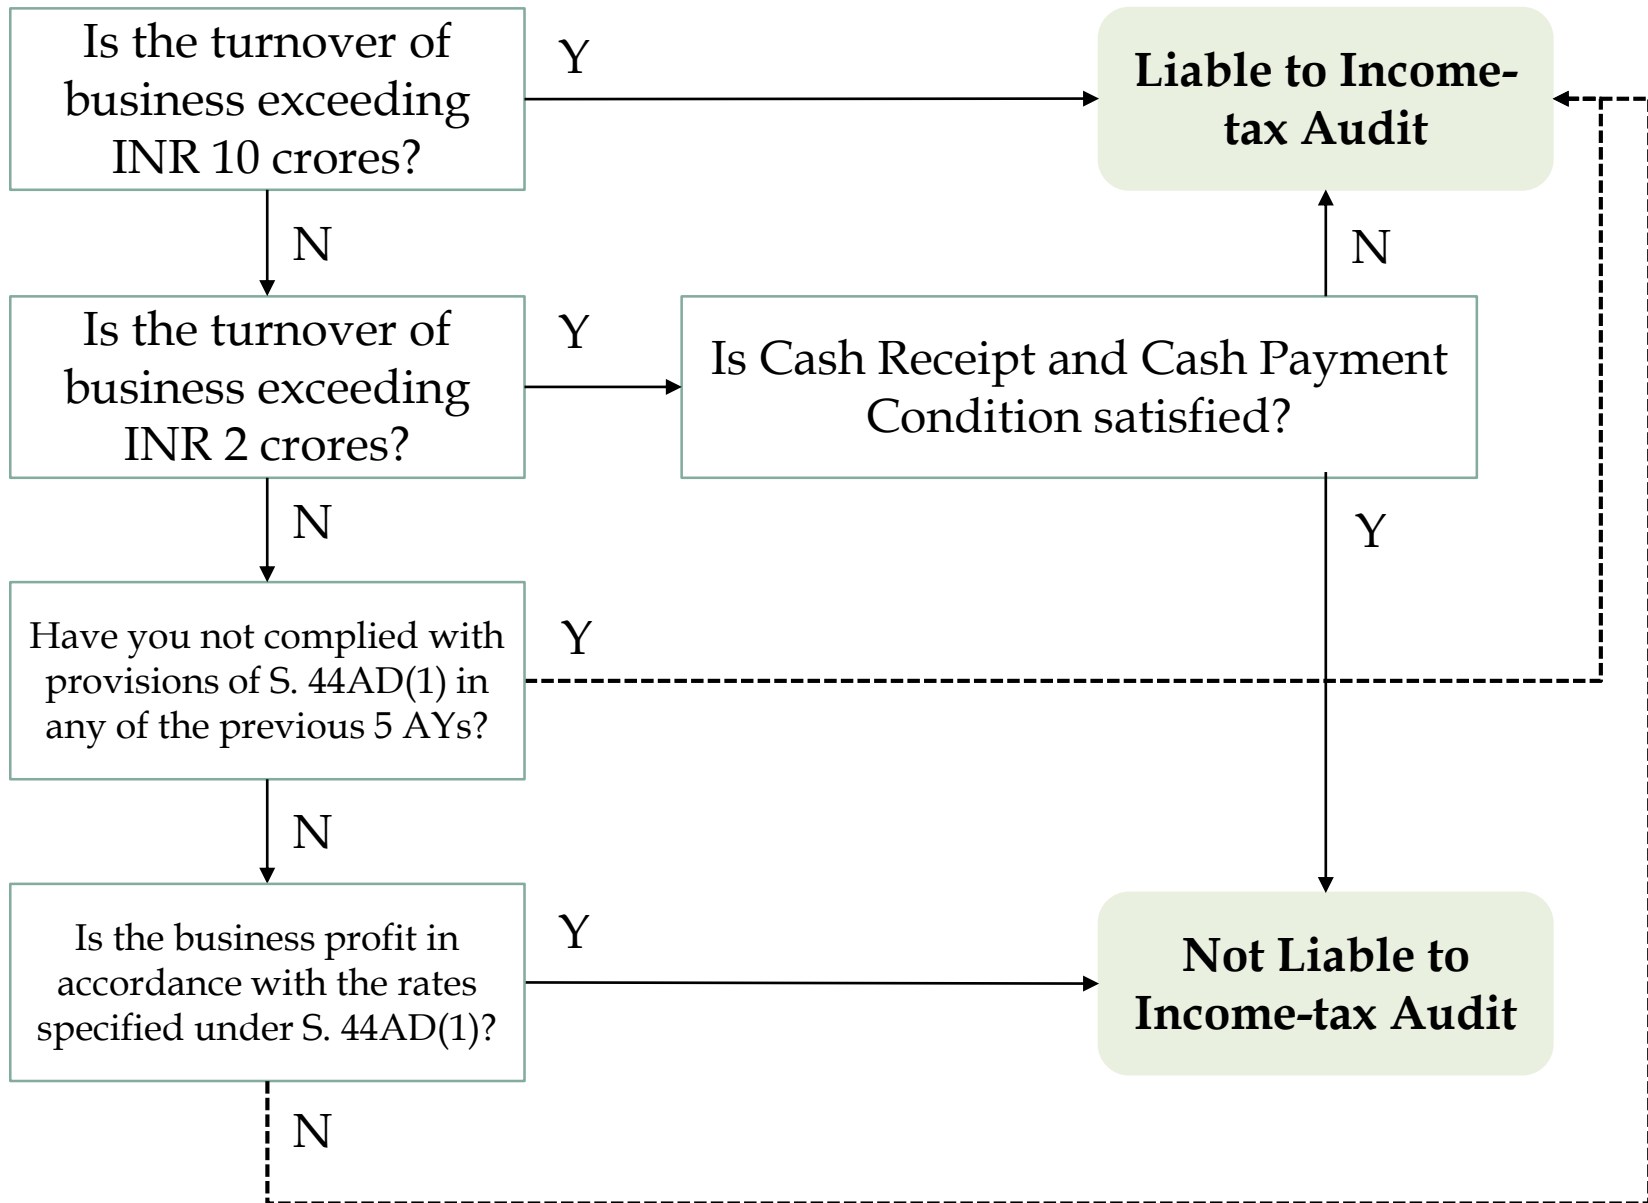 Is the turnover of
business exceeding
INR 10 crores?
Y
Liable to Income-
tax Audit
N
N
Is the turnover of
business exceeding
INR 2 crores?
Y
Is Cash Receipt and Cash Payment
Condition satisfied?
N
Y
Have you not complied with
provisions of S. 44AD(1) in
any of the previous 5 AYs?
Y
N
Is the business profit in
accordance with the rates
specified under S. 44AD(1)?
Y
Not Liable to
Income-tax Audit
N